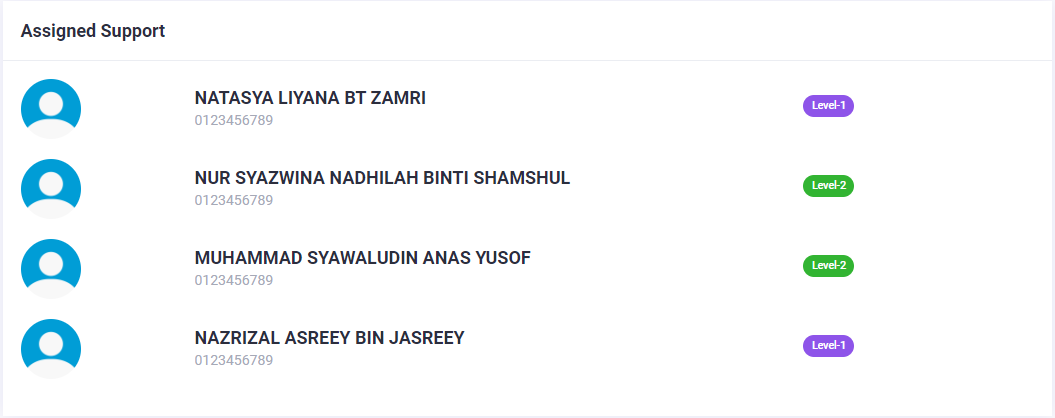 Assigned Support
NATASYA LIYANA BT ZAMRI
0123456789
Level-1
NUR SYAZWINA NADHILAH BINTI SHAMSHUL
0123456789
Level-2
MUHAMMAD SYAWALUDIN ANAS YUSOF
0123456789
Level-2
NAZRIZAL ASREEY BIN JASREEY
0123456789
Level-1